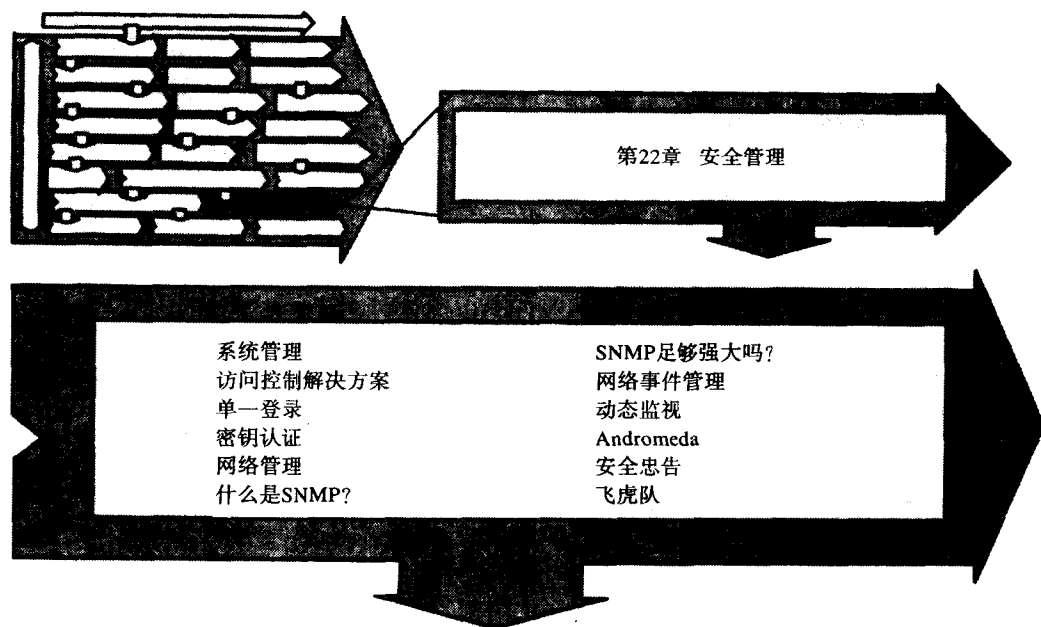 第22章 安全管理
系统管理
访问控制解决方案
单一登录
密钥认证
网络管理
什么是SNMP?
SNMP足够强大吗?
网络事件管理
动态监视
Andromeda
安全忠告
飞虎队